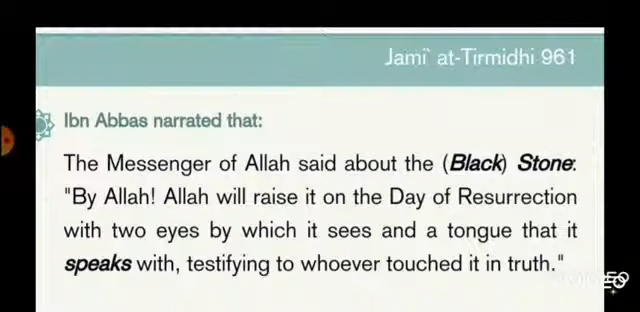 Jami` at-Tirmidhi 961
Ibn Abbas narrated that:
The Messenger of Allah said about the (Black) Stone:
"By Allah! Allah will raise it on the Day of Resurrection
with two eyes by which it sees and a tongue that it
speaks with, testifying to whoever touched it in truth."